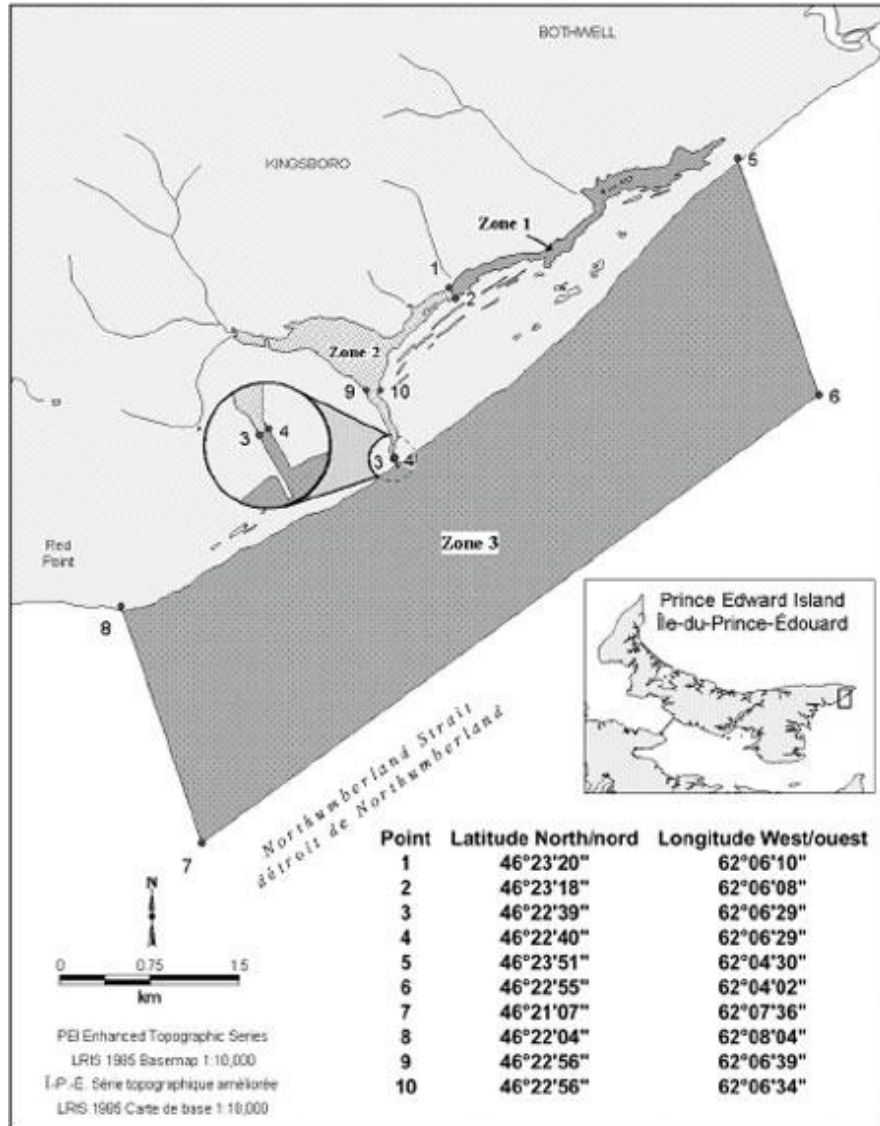 BOTHWELL
KINGSBORO
5
Zone 1
1
2
Zone 2
9
10
6
3
4
3
4
Zone 3
Red
Point
8
Prince Edward Island
Île-du-Prince-Édouard
Northumberland Strait
détroit de Northumberland
7
Point Latitude North/nord Longitude West/ouest
1 46°23'20" 62°06'10"
2 46°23'18" 62°06'08"
3 46°22'39" 62°06'29"
4 46°22'40" 62°06'29"
5 46°23'51" 62°04'30"
6 46°22'55" 62°04'02"
7 46°21'07" 62°07'36"
8 46°22'04" 62°08'04"
9 46°22'56" 62°06'39"
10 46°22'56" 62°06'34"
N
0 0.75 1.5
km
PEI Enhanced Topographic Series
LRIS 1985 Basemap 1:10,000
Î.-P.-É. Série topographique améliorée
LRIS 1985 Carte de base 1:10,000